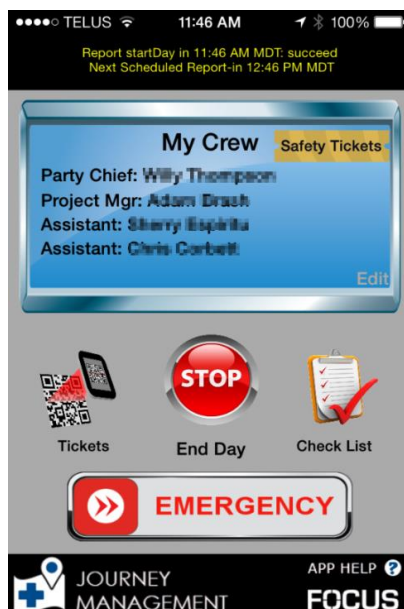 TELUS 11:46 AM 100%
Report startDay in 11:46 AM MDT: succeed
Next Scheduled Report-in 12:46 PM MDT
My Crew
Safety Tickets
Party Chief:
Project Mgr:
Assistant:
Assistant:
Edit
STOP
Tickets
End Day
Check List
EMERGENCY
JOURNEY
MANAGEMENT
APP HELP ?
FOCUS